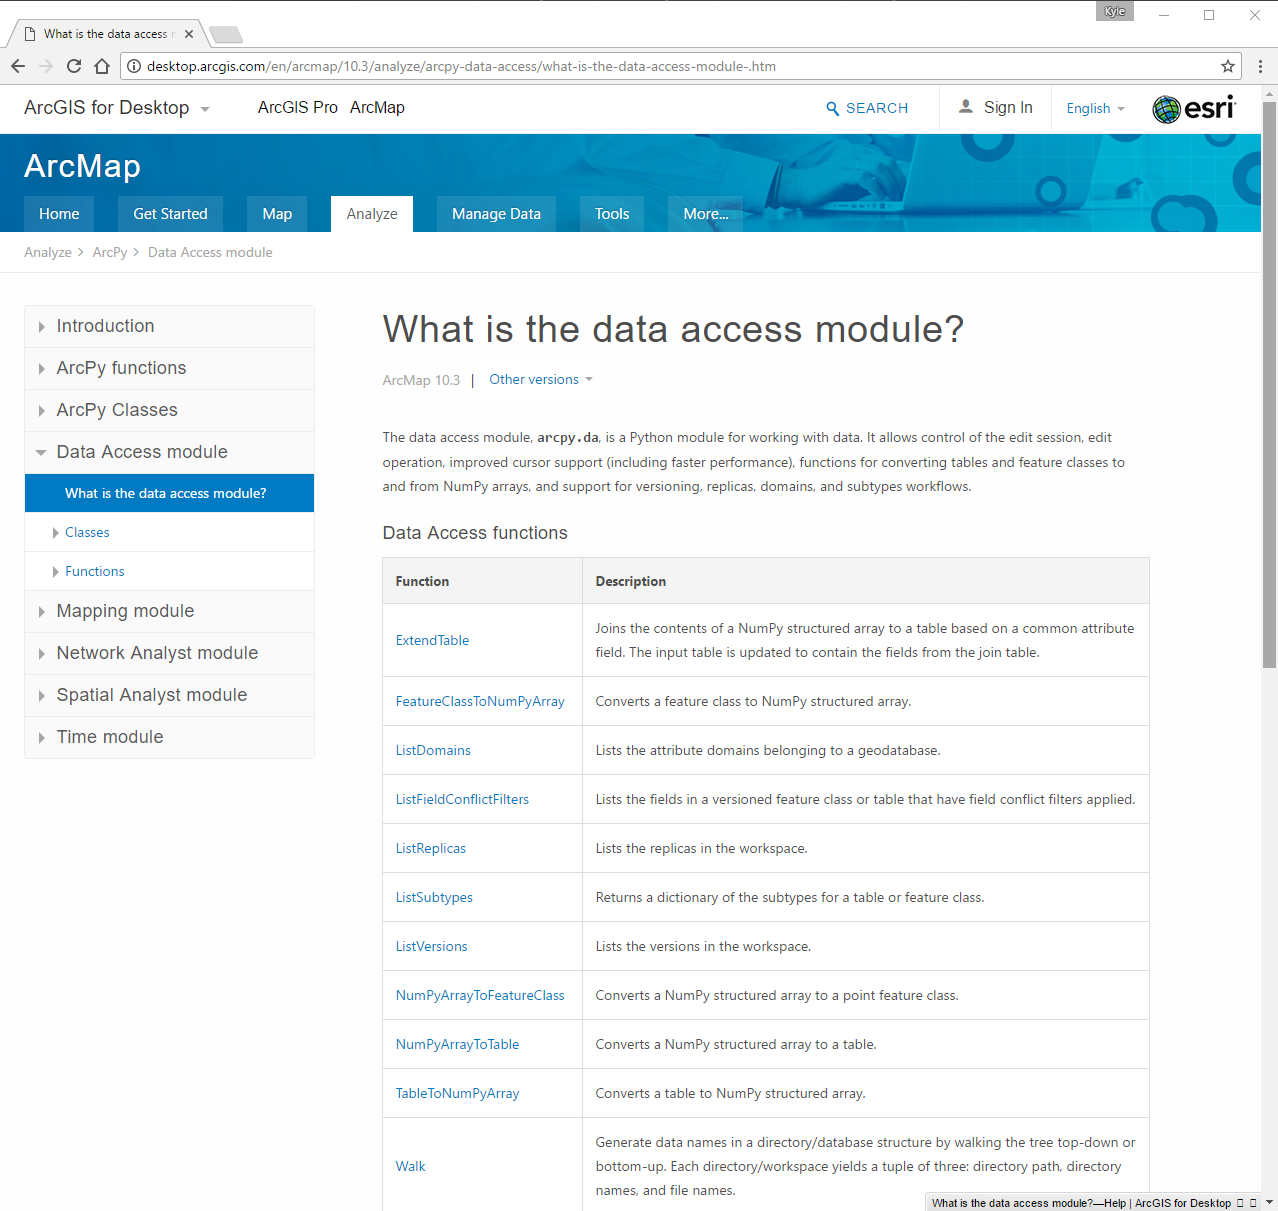 Kyle
What is the data access
desktop.arcgis.com/en/arcmap/10.3/analyze/arcpy-data-access/what-is-the-data-access-module-.htm
ArcGIS for Desktop ArcGIS Pro ArcMap SEARCH Sign In English esri
ArcMap
Home Get Started Map Analyze Manage Data Tools More...
Analyze > ArcPy > Data Access module
Introduction
ArcPy functions
ArcPy Classes
Data Access module
What is the data access module?
Classes
Functions
Mapping module
Network Analyst module
Spatial Analyst module
Time module
What is the data access module?
ArcMap 10.3 | Other versions
The data access module, arcpy.da, is a Python module for working with data. It allows control of the edit session, edit
operation, improved cursor support (including faster performance), functions for converting tables and feature classes to
and from NumPy arrays, and support for versioning, replicas, domains, and subtypes workflows.
Data Access functions
Function Description
ExtendTable Joins the contents of a NumPy structured array to a table based on a common attribute
field. The input table is updated to contain the fields from the join table.
FeatureClassToNumPyArray Converts a feature class to NumPy structured array.
ListDomains Lists the attribute domains belonging to a geodatabase.
ListFieldConflictFilters Lists the fields in a versioned feature class or table that have field conflict filters applied.
ListReplicas Lists the replicas in the workspace.
ListSubtypes Returns a dictionary of the subtypes for a table or feature class.
ListVersions Lists the versions in the workspace.
NumPyArrayToFeatureClass Converts a NumPy structured array to a point feature class.
NumPyArrayToTable Converts a NumPy structured array to a table.
TableToNumPyArray Converts a table to NumPy structured array.
Walk Generate data names in a directory/database structure by walking the tree top-down or
bottom-up. Each directory/workspace yields a tuple of three: directory path, directory
names, and file names.
What is the data access module?—Help | ArcGIS for Desktop